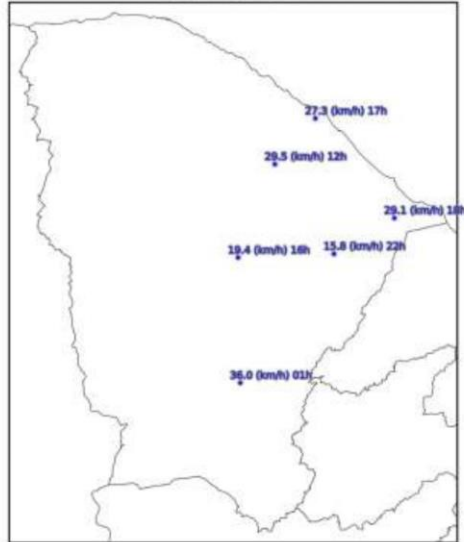 27.3 (km/h) 17h
29.5 (km/h) 12h
29.1 (km/h) 18h
15.8 (km/h) 22h
19.4 (km/h) 16h
36.0 (km/h) 01h